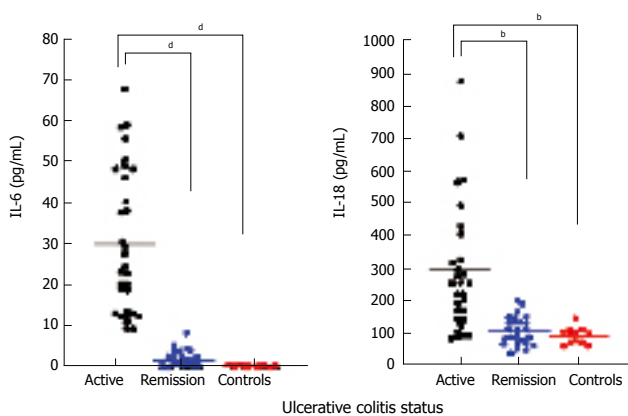 d
d
80
70
60
50
40
30
20
10
0
IL-6 (pg/mL)
Active Remission Controls
b
b
1000
900
800
700
600
500
400
300
200
100
0
IL-18 (pg/mL)
Active Remission Controls
Ulcerative colitis status